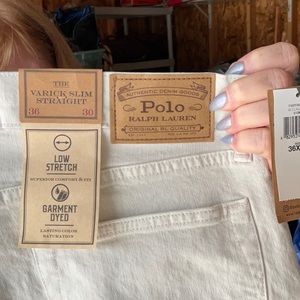 THE
VARICK SLIM
STRAIGHT
36 30
LOW
STRETCH
SUPERIOR COMFORT & FIT
GARMENT
DYED
LASTING COLOR
SATURATION
AUTHENTIC DENIM GOODS
Polo
RALPH LAUREN
ORIGINAL RL QUALITY
36X